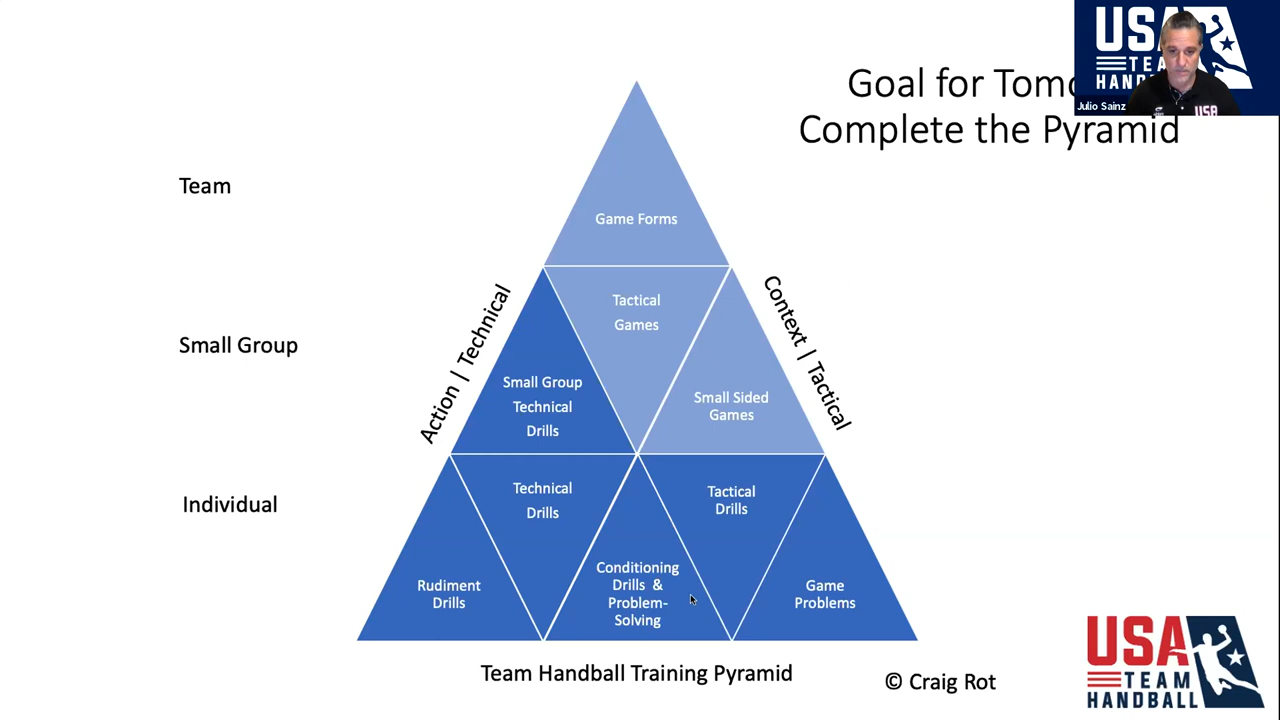 USA
TEAM
HAND
Julio Sainz
USA
Goal for
Complete the Pyramid
Team
Game Forms
Small Group
Action | Technical
Context | Tactical
Tactical
Games
Small Group
Technical
Drills
Small Sided
Games
Individual
Technical
Drills
Tactical
Drills
Rudiment
Drills
Conditioning
Drills &
Problem-
Solving
Game
Problems
Team Handball Training Pyramid
© Craig Rot
USA
TEAM
HANDBALL